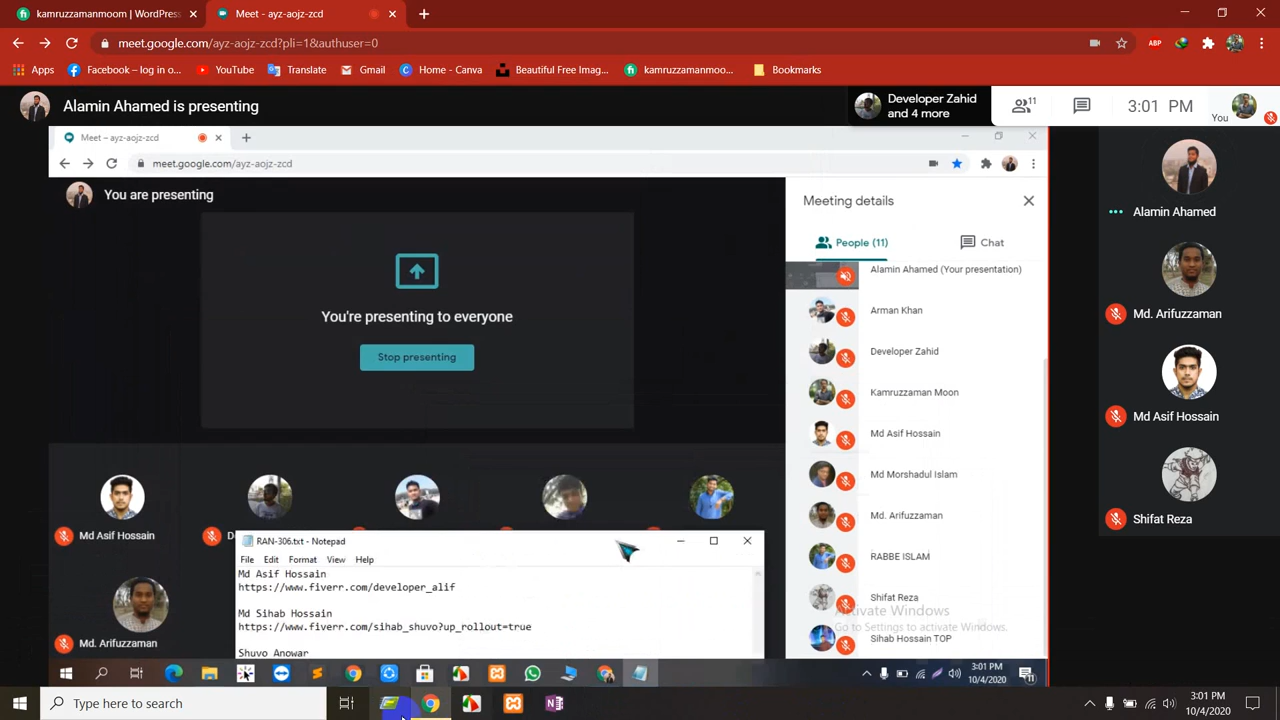 kamruzzamanmoom | WordPress
Meet - ayz-aojz-zcd
meet.google.com/ayz-aojz-zcd?pli=1&authuser=0
ABP
Apps
Facebook – log in o...
YouTube
Translate
Gmail
Home - Canva
Beautiful Free Imag...
kamruzzamanmoo...
Bookmarks
Alamin Ahamed is presenting
Developer Zahid
and 4 more
11
3:01 PM
You
Meet – ayz-aojz-zcd
meet.google.com/ayz-aojz-zcd
You are presenting
You're presenting to everyone
Stop presenting
Meeting details
People (11)
Chat
Alamin Ahamed (Your presentation)
Arman Khan
Developer Zahid
Kamruzzaman Moon
Md Asif Hossain
Md Morshadul Islam
Md. Arifuzzaman
RABBE ISLAM
Shifat Reza
Sihab Hossain TOP
Activate Windows
Go to Settings to activate Windows.
Md Asif Hossain
Md. Arifuzzaman
RAN-306.txt - Notepad
File Edit Format View Help
Md Asif Hossain
https://www.fiverr.com/developer_alif
Md Sihab Hossain
https://www.fiverr.com/sihab_shuvo?up_rollout=true
Shuvo Anowar
3:01 PM
10/4/2020
Alamin Ahamed
Md. Arifuzzaman
Md Asif Hossain
Shifat Reza
Type here to search
3:01 PM
10/4/2020